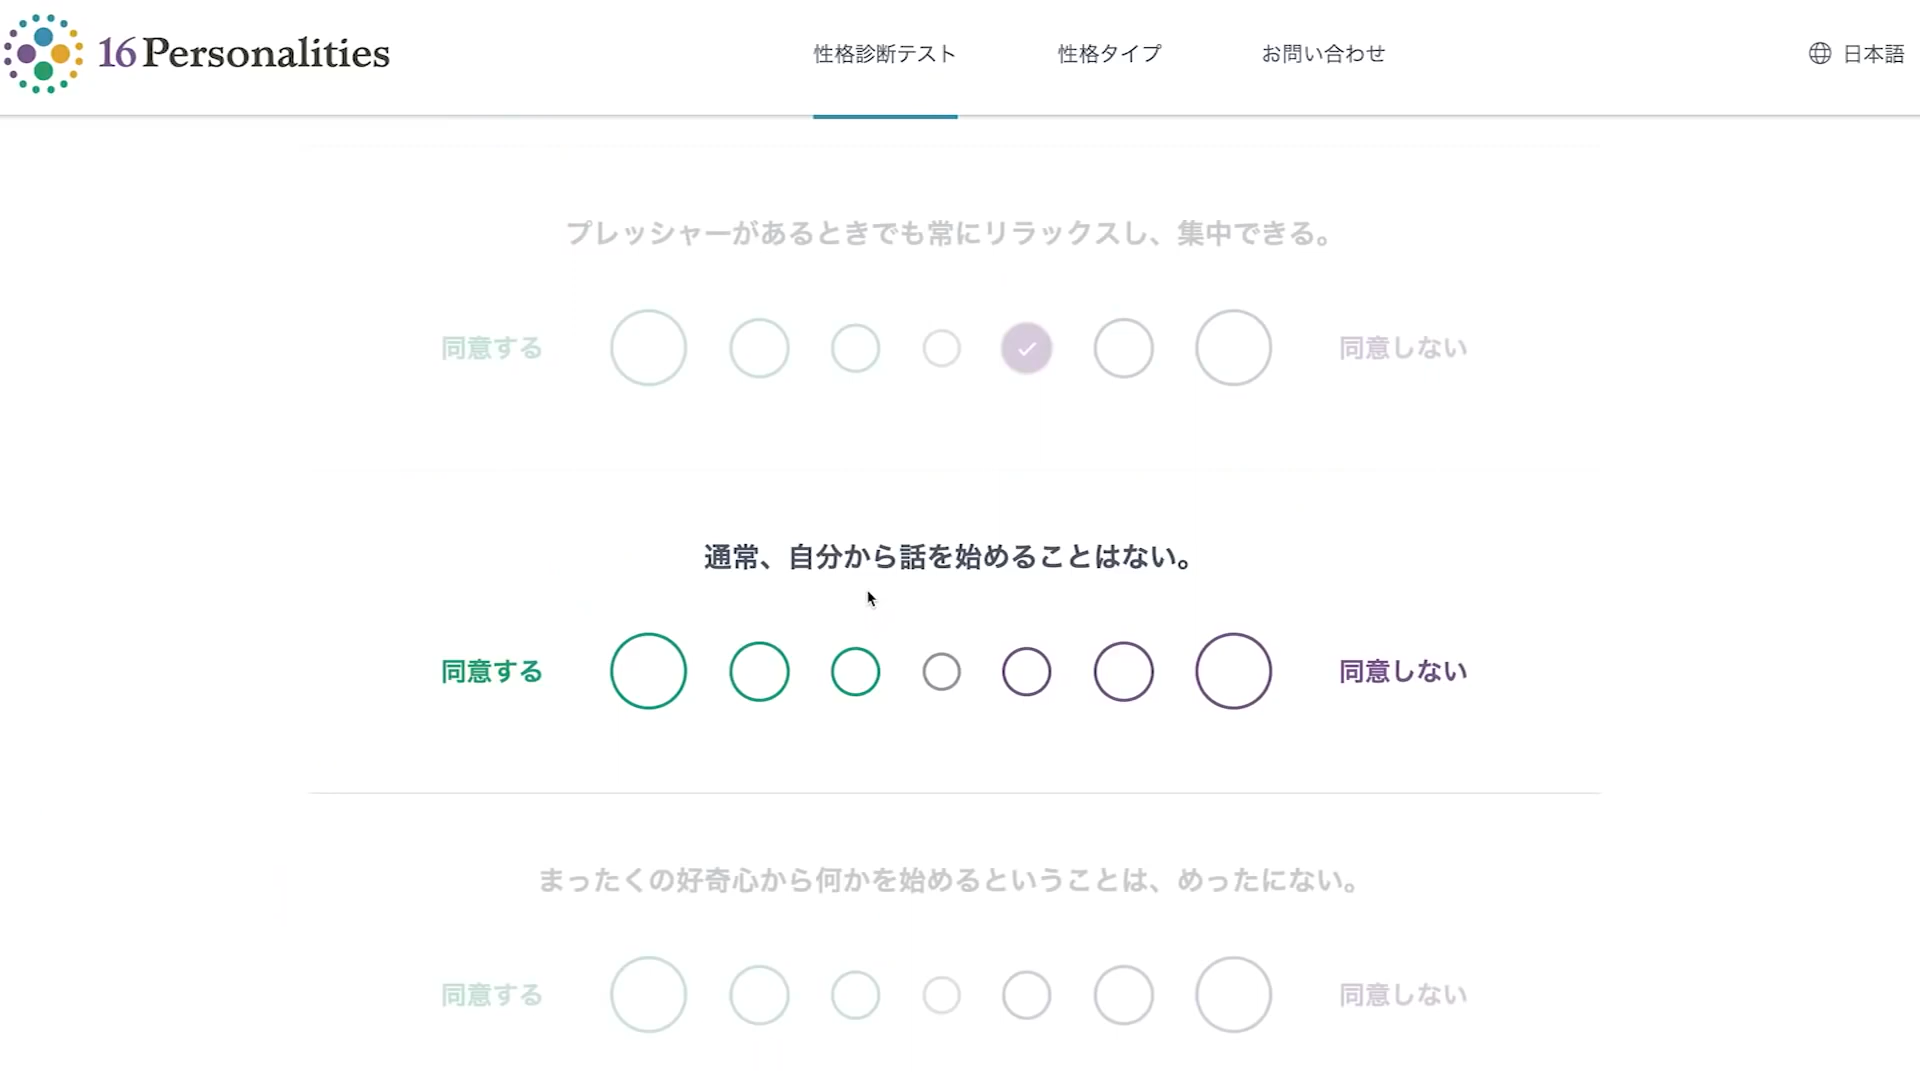 16Personalities
性格診断テスト
性格タイプ
お問い合わせ
日本語
プレッシャーがあるときでも常にリラックスし、集中できる。
同意する
同意しない
通常、自分から話を始めることはない。
同意する
同意しない
まったくの好奇心から何かを始めるということは、めったにない。
同意する
同意しない